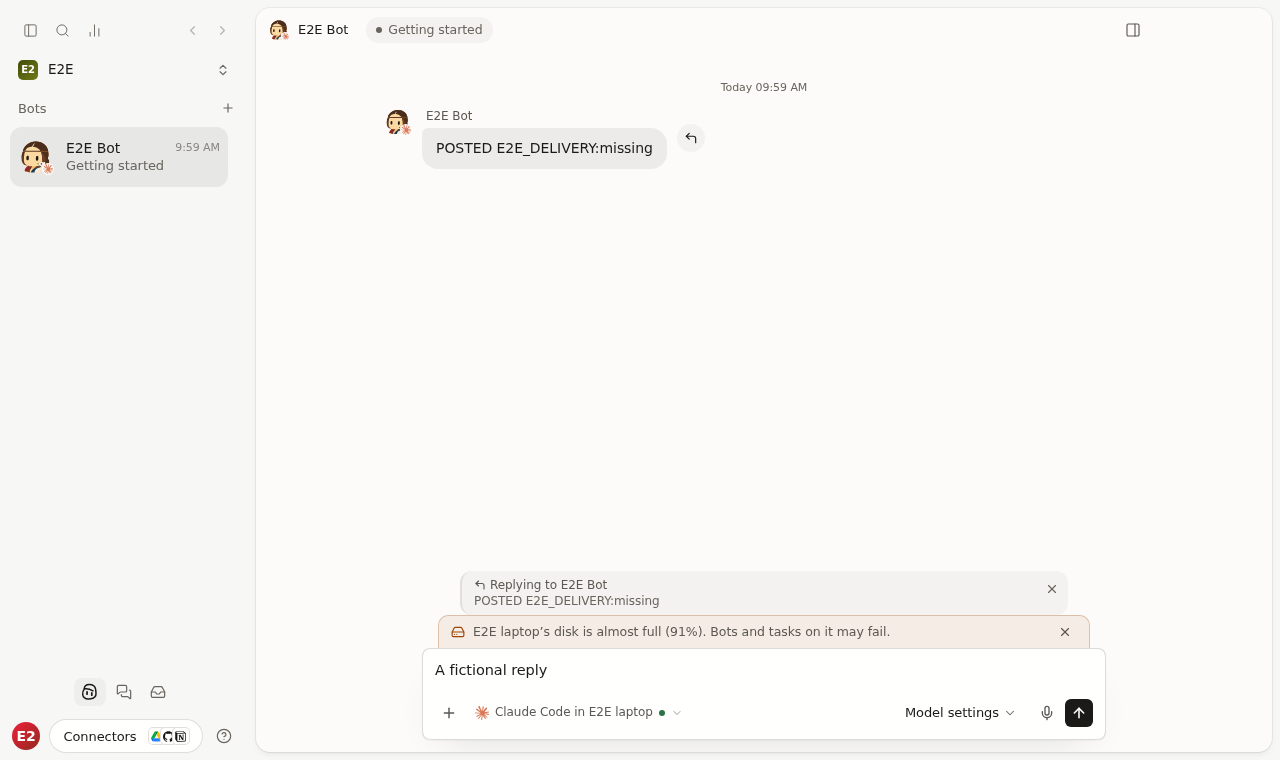 E2E Bot
Getting started
E2 E2E
Bots
E2E Bot
9:59 AM
Getting started
Today 09:59 AM
E2E Bot
POSTED E2E_DELIVERY:missing
Replying to E2E Bot
POSTED E2E_DELIVERY:missing
E2E laptop’s disk is almost full (91%). Bots and tasks on it may fail.
A fictional reply
Claude Code in E2E laptop
Model settings
E2
Connectors